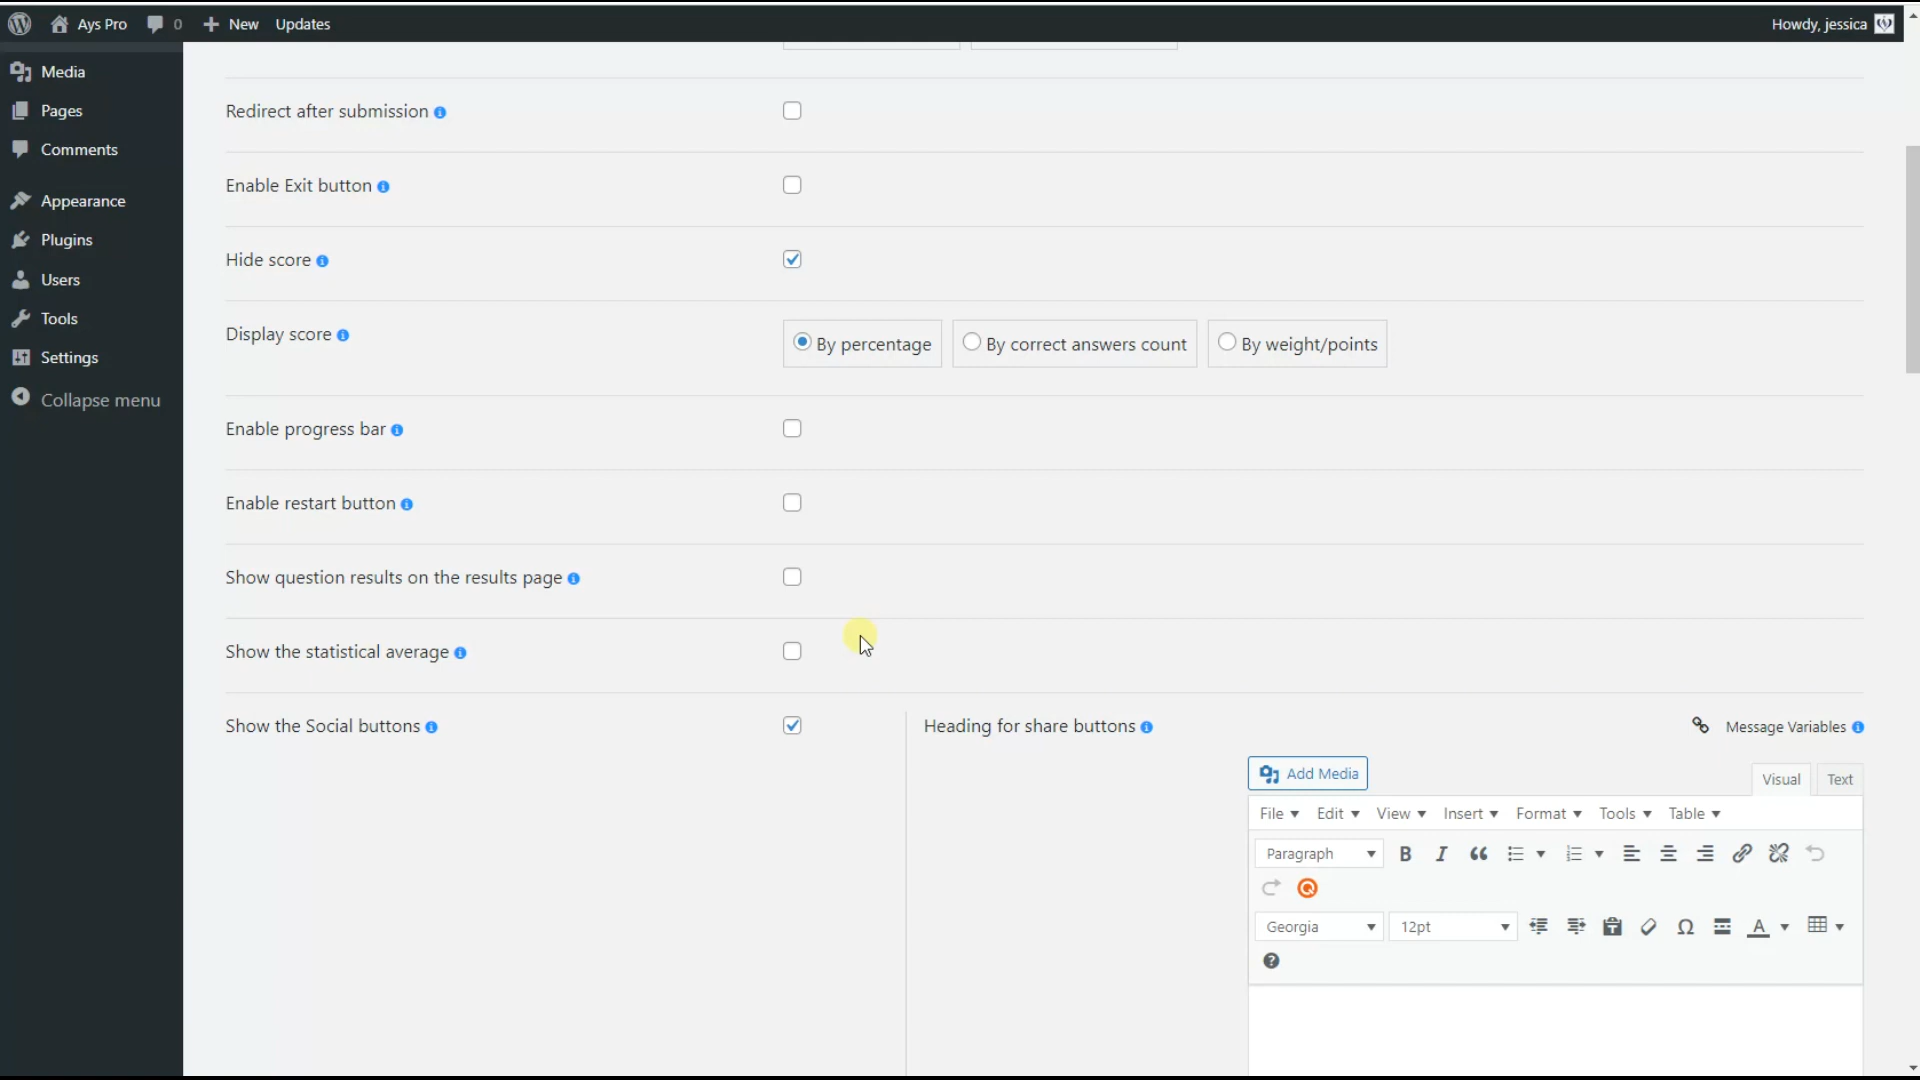 Ays Pro 0 New Updates Howdy, jessica
Media
Pages
Comments
Appearance
Plugins
Users
Tools
Settings
Collapse menu
Redirect after submission
Enable Exit button
Hide score
Display score By percentage By correct answers count By weight/points
Enable progress bar
Enable restart button
Show question results on the results page
Show the statistical average
Show the Social buttons Heading for share buttons Message Variables
Add Media Visual Text
File Edit View Insert Format Tools Table
Paragraph
Georgia 12pt